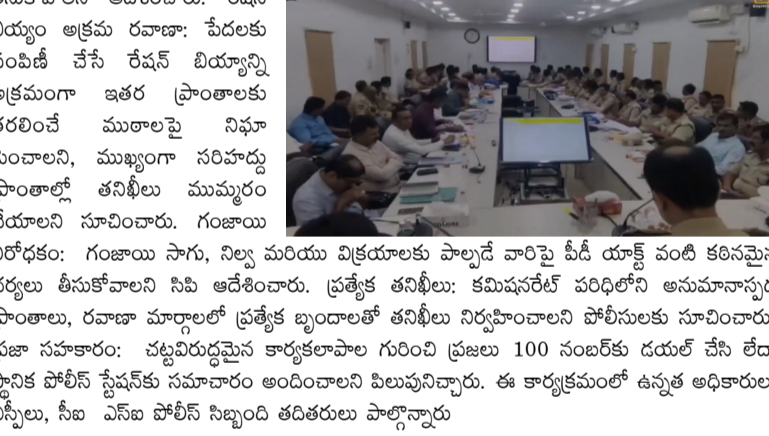 బియ్యం అక్రమ రవాణా: పేదలకు
చేసే రేషన్ బియ్యాన్ని
అక్రమంగా ఇతర ప్రాంతాలకు
తరలించే ముఠాలపై నిఘా
ముఖ్యంగా సరిహద్దు
ప్రాంతాల్లో తనిఖీలు ముమ్మరం
చేయాలని సూచించారు. గంజాయి
నిరోధకం: గంజాయి సాగు, నిల్వ మరియు విక్రయాలకు పాల్పడే వారిపై పీడీ యాక్ట్ వంటి కఠినమైన
చర్యలు తీసుకోవాలని సిపి ఆదేశించారు. ప్రత్యేక తనిఖీలు: కమిషనరేట్ పరిధిలోని అనుమానాస్పద
ప్రాంతాలు, రవాణా మార్గాలలో ప్రత్యేక బృందాలతో తనిఖీలు నిర్వహించాలని పోలీసులకు సూచించారు
ప్రజా సహకారం: చట్టవిరుద్ధమైన కార్యకలాపాల గురించి ప్రజలు 100 నంబర్‌కు డయల్ చేసి లేదా
స్థానిక పోలీస్ స్టేషన్‌కు సమాచారం అందించాలని పిలుపునిచ్చారు. ఈ కార్యక్రమంలో ఉన్నత అధికారులు
ఏస్పీలు, సీఐ ఎస్ఐ పోలీస్ సిబ్బంది తదితరులు పాల్గొన్నారు